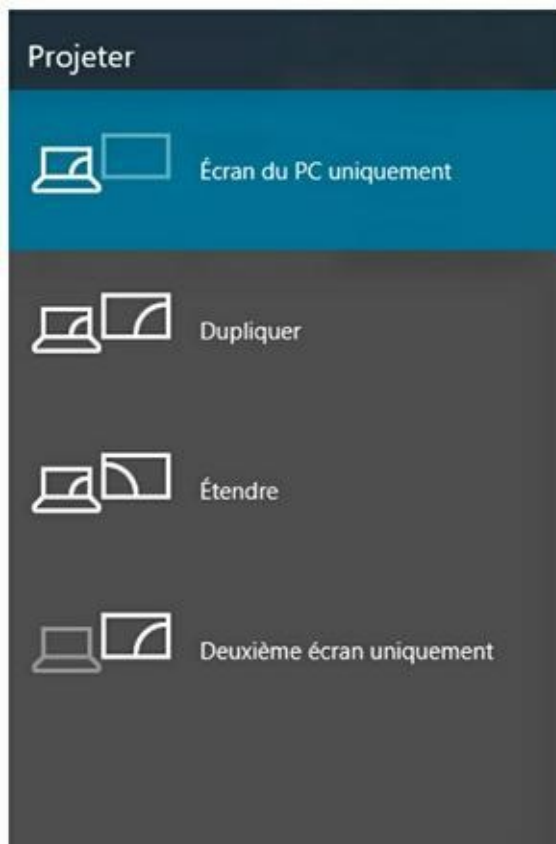 Projeter
Écran du PC uniquement
Dupliquer
Étendre
Deuxième écran uniquement